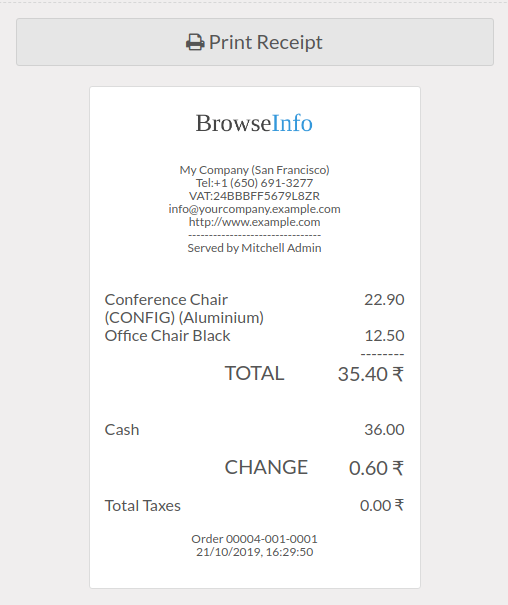 Print Receipt
BrowseInfo
My Company (San Francisco)
Tel:+1 (650) 691-3277
VAT:24BBBFF5679L8ZR
info@yourcompany.example.com
http://www.example.com
--------------------------------
Served by Mitchell Admin
Conference Chair 22.90
(CONFIG) (Aluminium)
Office Chair Black 12.50
--------
TOTAL 35.40 ₹
Cash 36.00
CHANGE 0.60 ₹
Total Taxes 0.00 ₹
Order 00004-001-0001
21/10/2019, 16:29:50